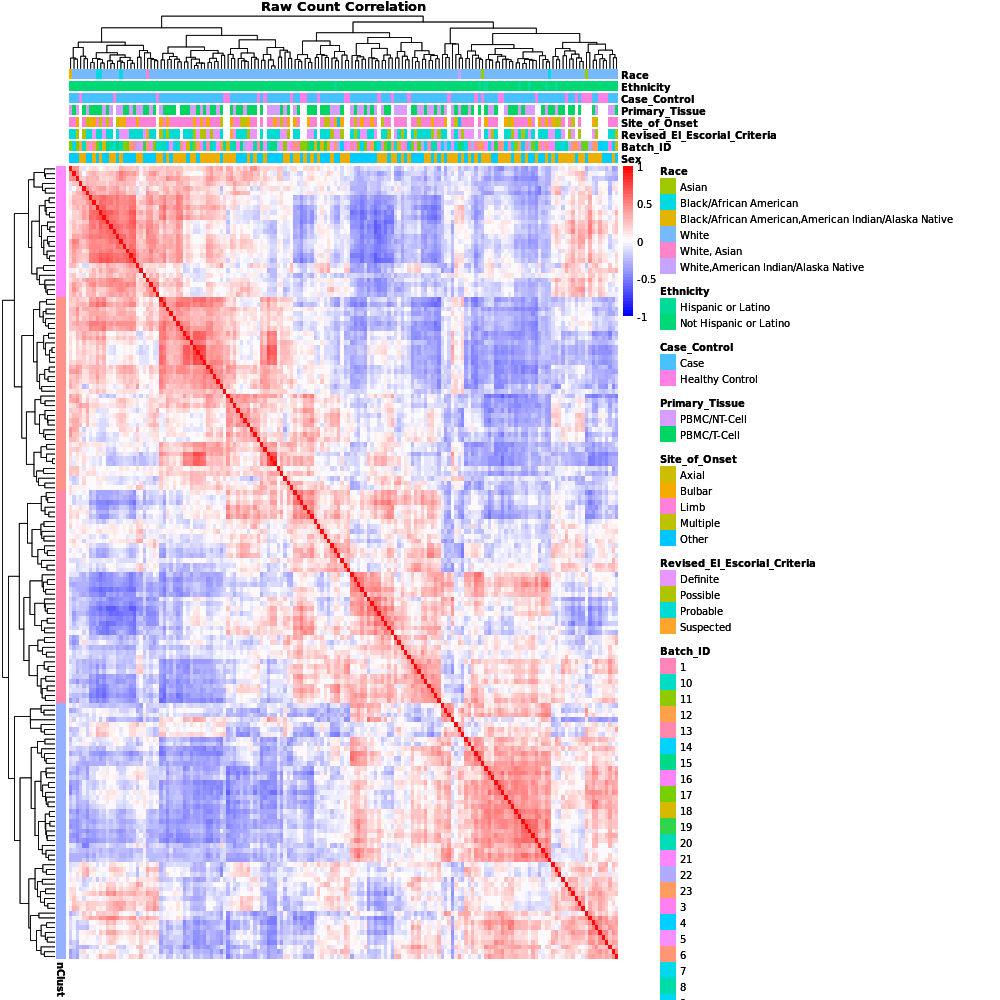 Raw Count Correlation
Race
Ethnicity
Case_Control
Primary_Tissue
Site_of_Onset
Revised_El_Escorial_Criteria
Batch_ID
Sex
1
0.5
0
-0.5
-1
nClust
Race
Asian
Black/African American
Black/African American,American Indian/Alaska Native
White
White, Asian
White,American Indian/Alaska Native
Ethnicity
Hispanic or Latino
Not Hispanic or Latino
Case_Control
Case
Healthy Control
Primary_Tissue
PBMC/NT-Cell
PBMC/T-Cell
Site_of_Onset
Axial
Bulbar
Limb
Multiple
Other
Revised_El_Escorial_Criteria
Definite
Possible
Probable
Suspected
Batch_ID
1
10
11
12
13
14
15
16
17
18
19
20
21
22
23
3
4
5
6
7
8